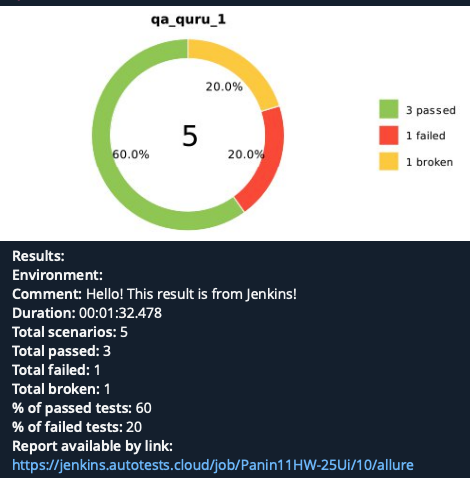 qa_quru_1
20.0%
5
60.0%
20.0%
3 passed
1 failed
1 broken
Results:
Environment:
Comment: Hello! This result is from Jenkins!
Duration: 00:01:32.478
Total scenarios: 5
Total passed: 3
Total failed: 1
Total broken: 1
% of passed tests: 60
% of failed tests: 20
Report available by link:
https://jenkins.autotests.cloud/job/Panin11HW-25Ui/10/allure